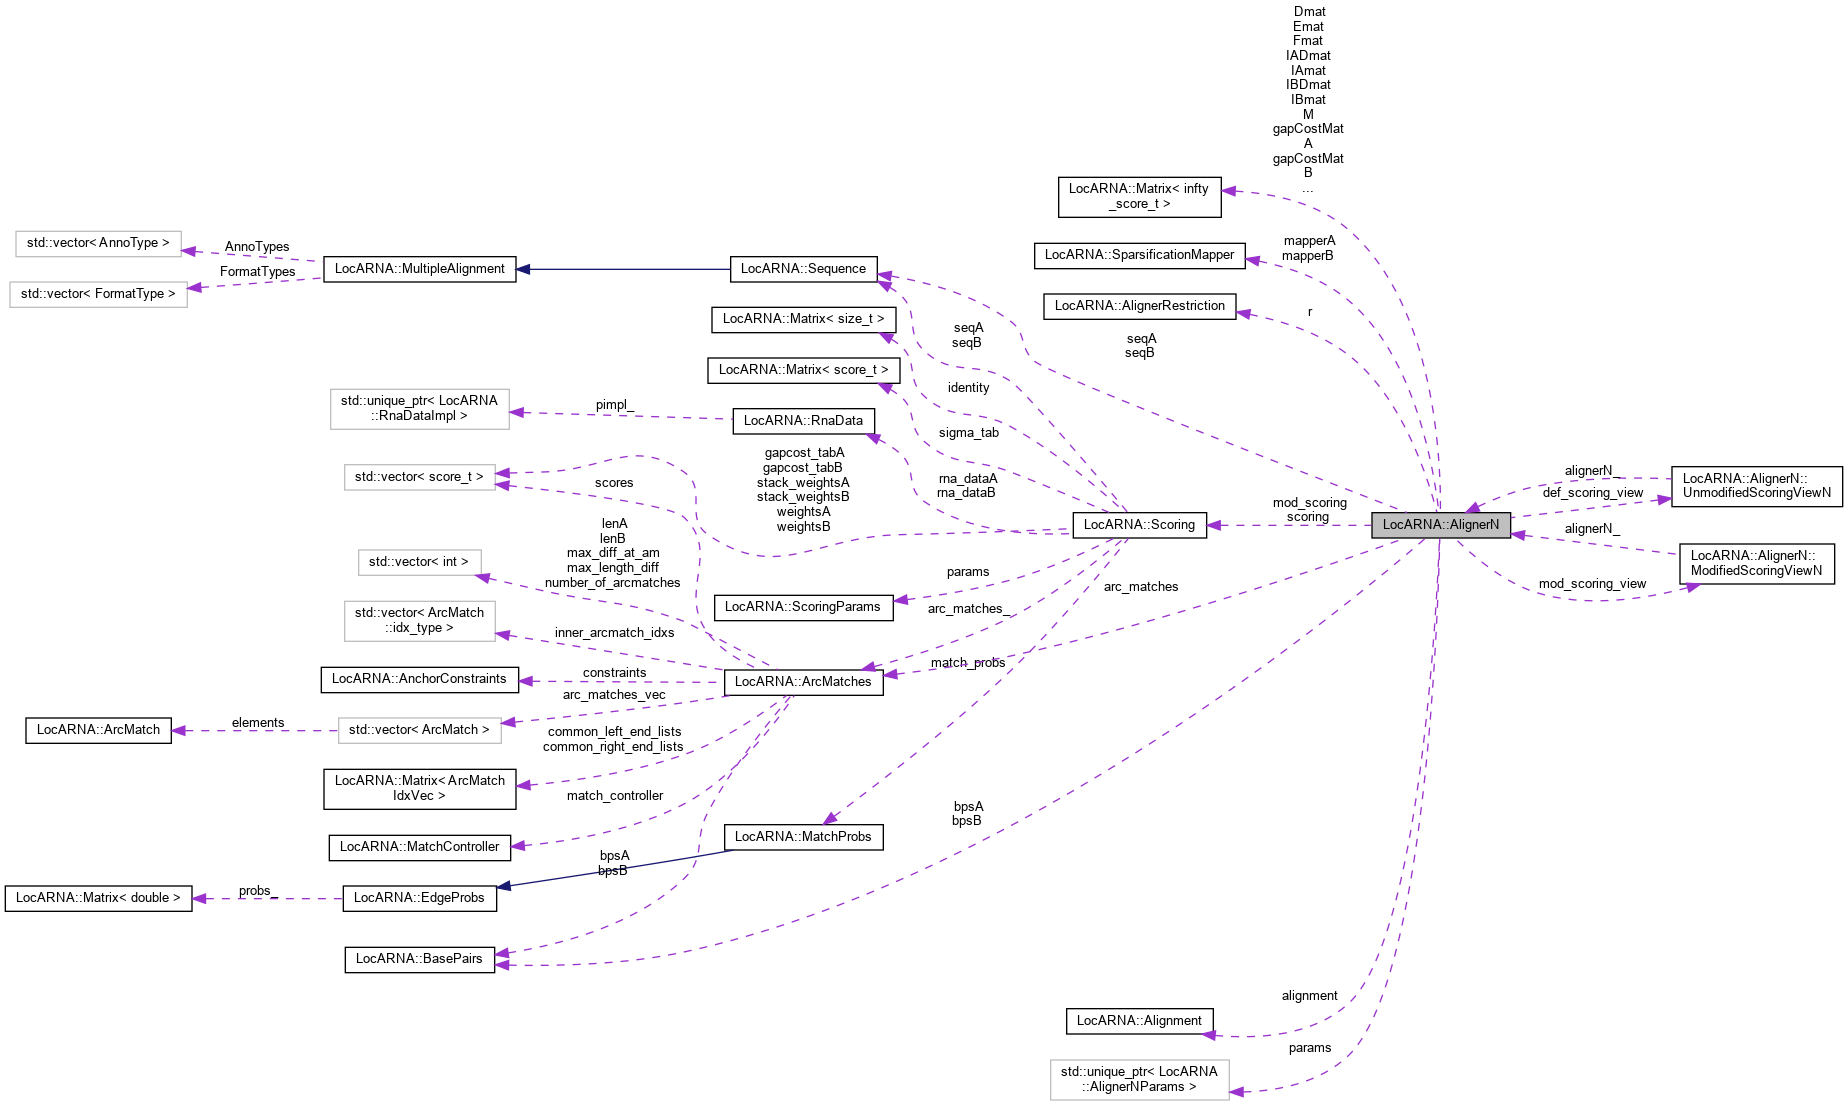 Dmat
Emat
Fmat
IADmat
IAmat
IBDmat
IBmat
M
gapCostMat
A
gapCostMat
B
...
LocARNA::Matrix< infty
_score_t >
mapperA
mapperB
LocARNA::SparsificationMapper
LocARNA::AlignerRestriction
r
std::vector< AnnoType >
AnnoTypes
FormatTypes
std::vector< FormatType >
LocARNA::MultipleAlignment
LocARNA::Sequence
LocARNA::Matrix< size_t >
seqA
seqB
seqA
seqB
LocARNA::Matrix< score_t >
identity
std::unique_ptr< LocARNA
::RnaDataImpl >
pimpl_
LocARNA::RnaData
sigma_tab
gapcost_tabA
gapcost_tabB
stack_weightsA
stack_weightsB
weightsA
weightsB
rna_dataA
rna_dataB
std::vector< score_t >
scores
alignerN_
def_scoring_view
LocARNA::AlignerN::
UnmodifiedScoringViewN
mod_scoring
scoring
LocARNA::Scoring
LocARNA::AlignerN
alignerN_
LocARNA::AlignerN::
ModifiedScoringViewN
mod_scoring_view
lenA
lenB
max_diff_at_am
max_length_diff
number_of_arcmatches
std::vector< int >
params
LocARNA::ScoringParams
arc_matches_
arc_matches
std::vector< ArcMatch
::idx_type >
inner_arcmatch_idxs
LocARNA::AnchorConstraints
constraints
LocARNA::ArcMatches
match_probs
arc_matches_vec
LocARNA::ArcMatch
elements
std::vector< ArcMatch >
common_left_end_lists
common_right_end_lists
LocARNA::Matrix< ArcMatch
IdxVec >
match_controller
LocARNA::MatchController
LocARNA::MatchProbs
bpsA
bpsB
bpsA
bpsB
LocARNA::Matrix< double >
probs_
LocARNA::EdgeProbs
LocARNA::BasePairs
alignment
LocARNA::Alignment
params
std::unique_ptr< LocARNA
::AlignerNParams >